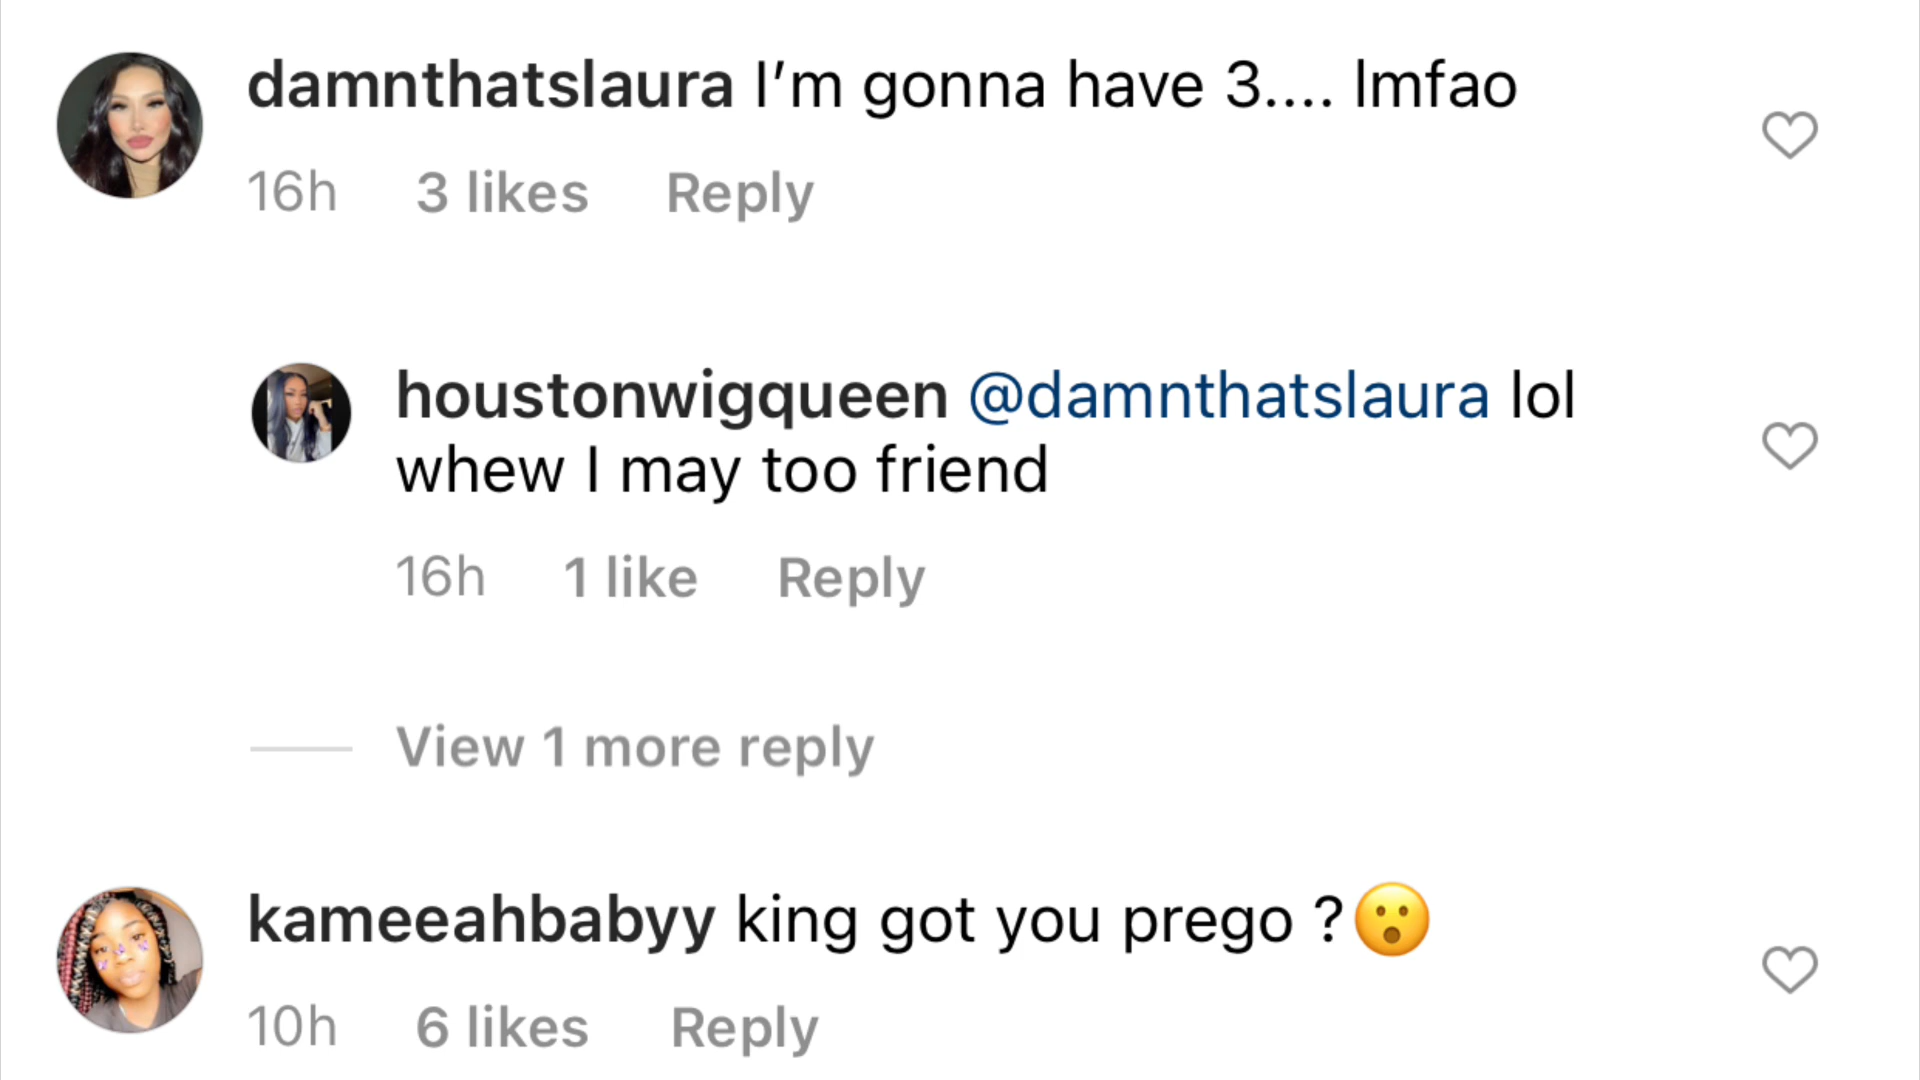 damnthatslaura I’m gonna have 3.... lmfao
16h 3 likes Reply
houstonwigqueen @damnthatslaura lol
whew I may too friend
16h 1 like Reply
View 1 more reply
kameeahbabyy king got you prego ?😮
10h 6 likes Reply